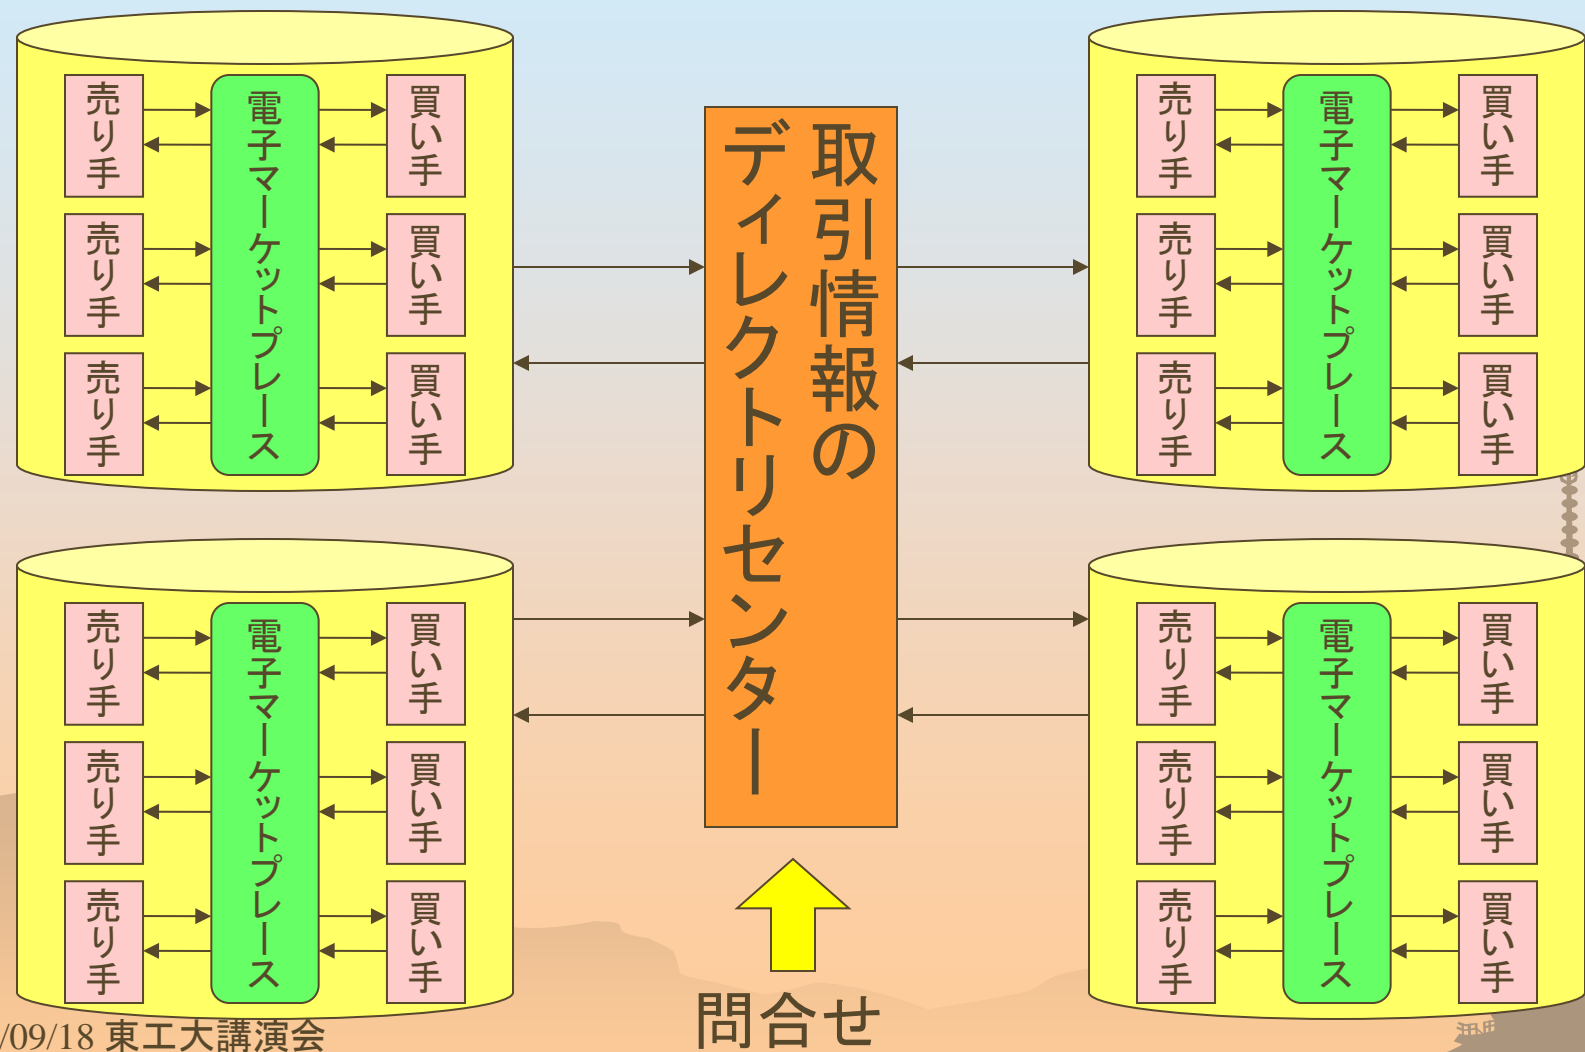 売り手
売り手
売り手
電子マーケットプレース
買い手
買い手
買い手
取引情報の
ディレクトリセンター
売り手
売り手
売り手
電子マーケットプレース
買い手
買い手
買い手
売り手
売り手
売り手
電子マーケットプレース
買い手
買い手
買い手
売り手
売り手
売り手
電子マーケットプレース
買い手
買い手
買い手
問合せ
/09/18 東工大講演会